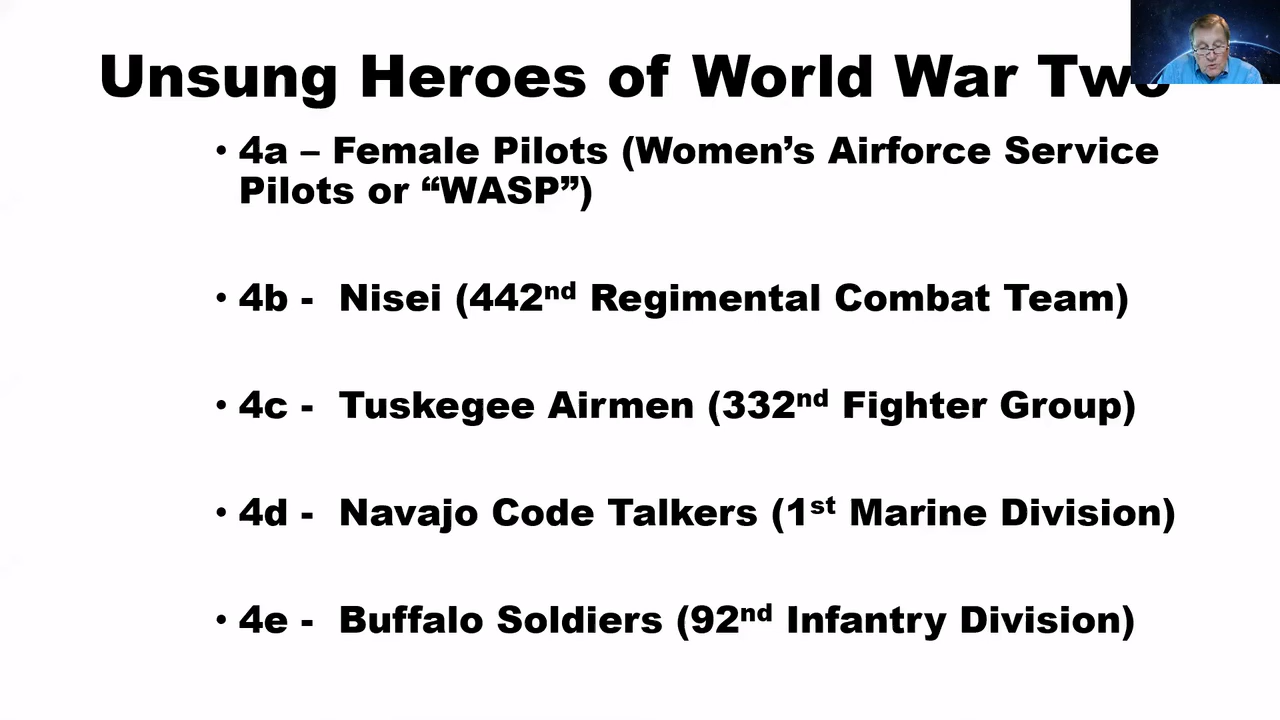 Unsung Heroes of World War Two
• 4a – Female Pilots (Women’s Airforce Service
Pilots or “WASP”)
• 4b - Nisei (442nd Regimental Combat Team)
• 4c - Tuskegee Airmen (332nd Fighter Group)
• 4d - Navajo Code Talkers (1st Marine Division)
• 4e - Buffalo Soldiers (92nd Infantry Division)